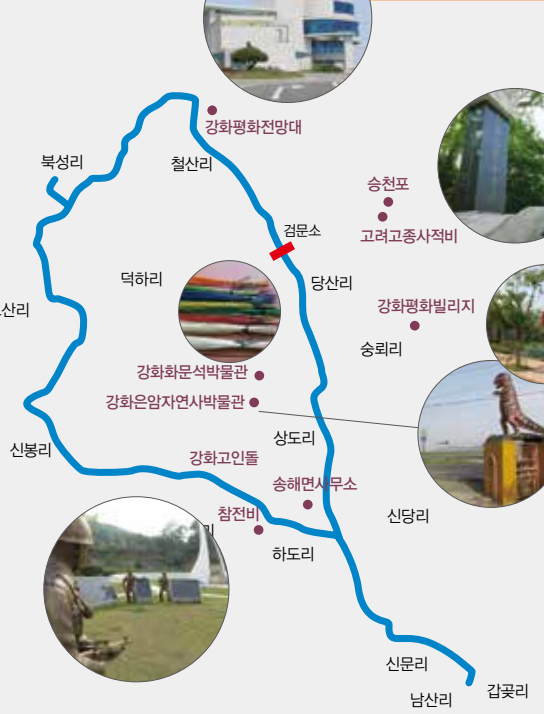 강화평화전망대
북성리
철산리
승천포
검문소
고려고종사적비
덕하리
당산리
강화평화빌리지
산리
숭뢰리
강화화문석박물관
강화은암자연사박물관
상도리
신봉리
강화고인돌
송해면사무소
참전비
신당리
리
하도리
신문리
남산리
갑곶리